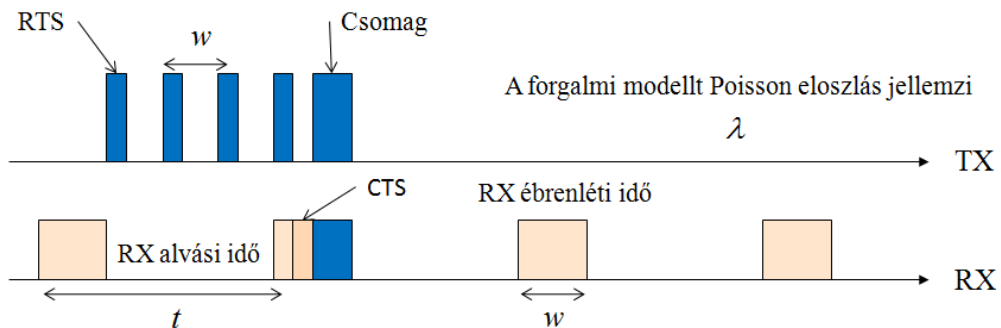 RTS
w
Csomag
A forgalmi modellt Poisson eloszlás jellemzi
λ
TX
CTS
RX ébrenléti idő
RX alvási idő
RX
t
w